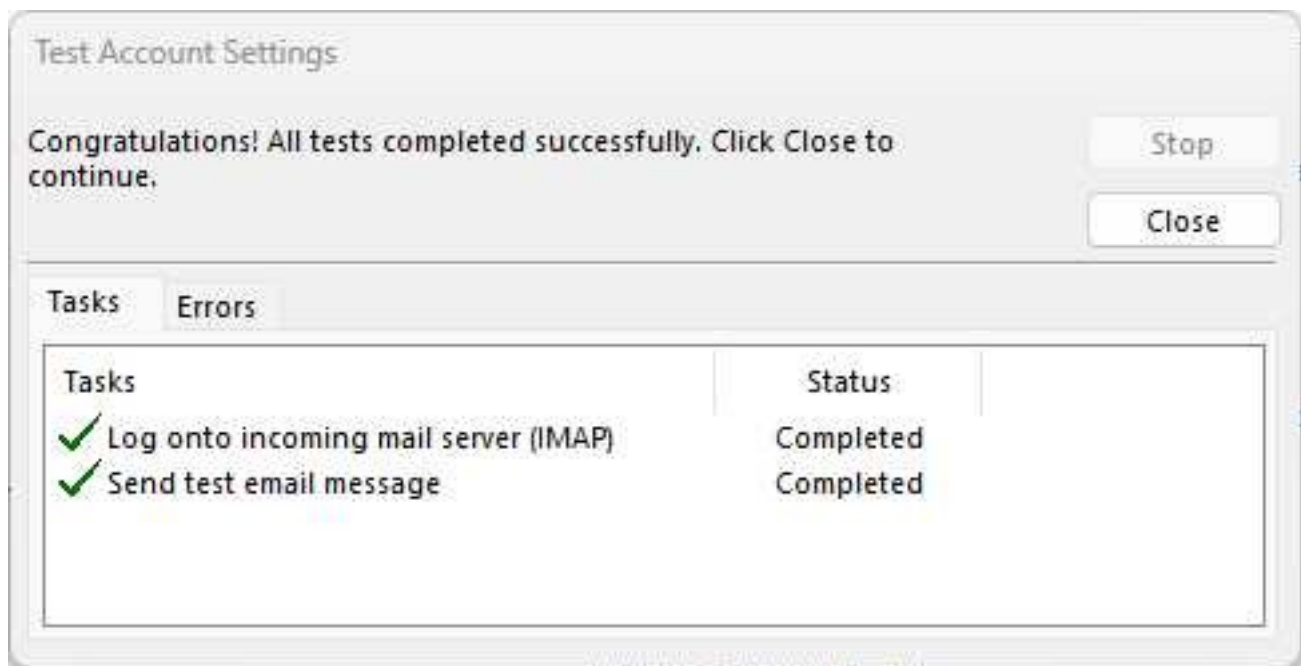 Test Account Settings
Congratulations! All tests completed successfully. Click Close to
continue.
Stop
Close
Tasks
Errors
Tasks
Status
Log onto incoming mail server (IMAP)
Completed
Send test email message
Completed